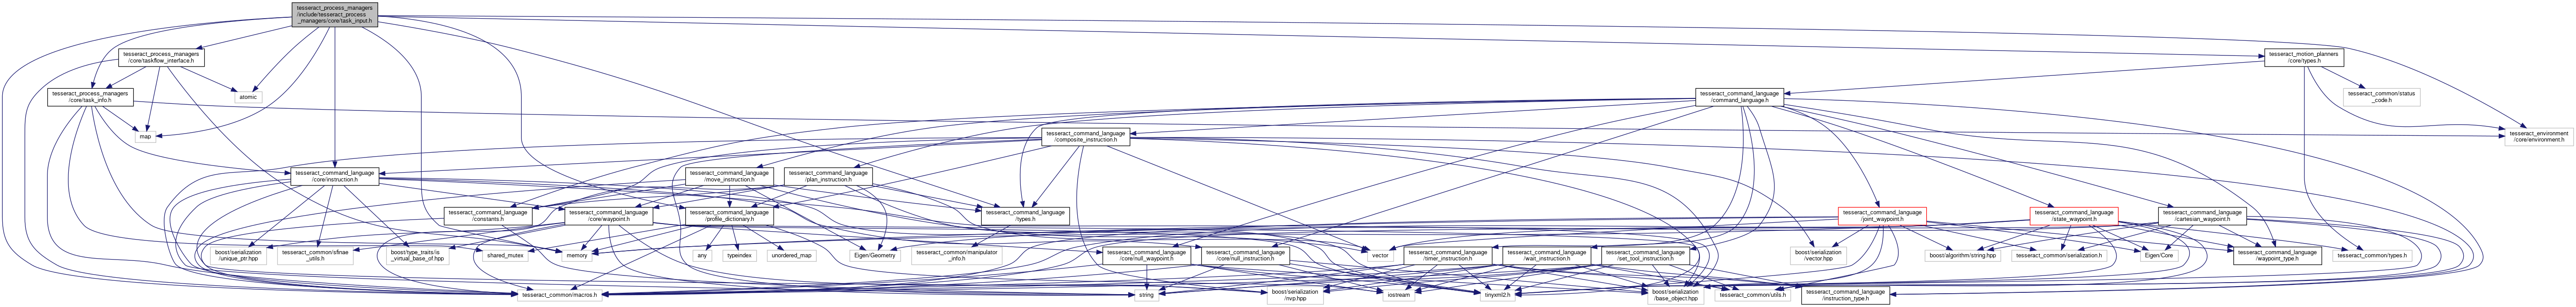 tesseract_process_managers
/include/tesseract_process
_managers/core/task_input.h
tesseract_process_managers
/core/taskflow_interface.h
tesseract_motion_planners
/core/types.h
tesseract_process_managers
/core/task_info.h
atomic
tesseract_command_language
/command_language.h
tesseract_common/status
_code.h
map
tesseract_command_language
/composite_instruction.h
tesseract_environment
/core/environment.h
tesseract_command_language
/core/instruction.h
tesseract_command_language
/move_instruction.h
tesseract_command_language
/plan_instruction.h
tesseract_command_language
/constants.h
tesseract_command_language
/core/waypoint.h
tesseract_command_language
/profile_dictionary.h
tesseract_command_language
/types.h
tesseract_command_language
/joint_waypoint.h
tesseract_command_language
/state_waypoint.h
tesseract_command_language
/cartesian_waypoint.h
boost/serialization
/unique_ptr.hpp
tesseract_common/sfinae
_utils.h
boost/type_traits/is
_virtual_base_of.hpp
shared_mutex
memory
any
typeindex
unordered_map
Eigen/Geometry
tesseract_common/manipulator
_info.h
tesseract_command_language
/core/null_waypoint.h
tesseract_command_language
/core/null_instruction.h
vector
tesseract_command_language
/timer_instruction.h
tesseract_command_language
/wait_instruction.h
tesseract_command_language
/set_tool_instruction.h
boost/serialization
/vector.hpp
boost/algorithm/string.hpp
tesseract_common/serialization.h
Eigen/Core
tesseract_command_language
/waypoint_type.h
tesseract_common/types.h
tesseract_common/macros.h
string
boost/serialization
/nvp.hpp
iostream
tinyxml2.h
boost/serialization
/base_object.hpp
tesseract_common/utils.h
tesseract_command_language
/instruction_type.h